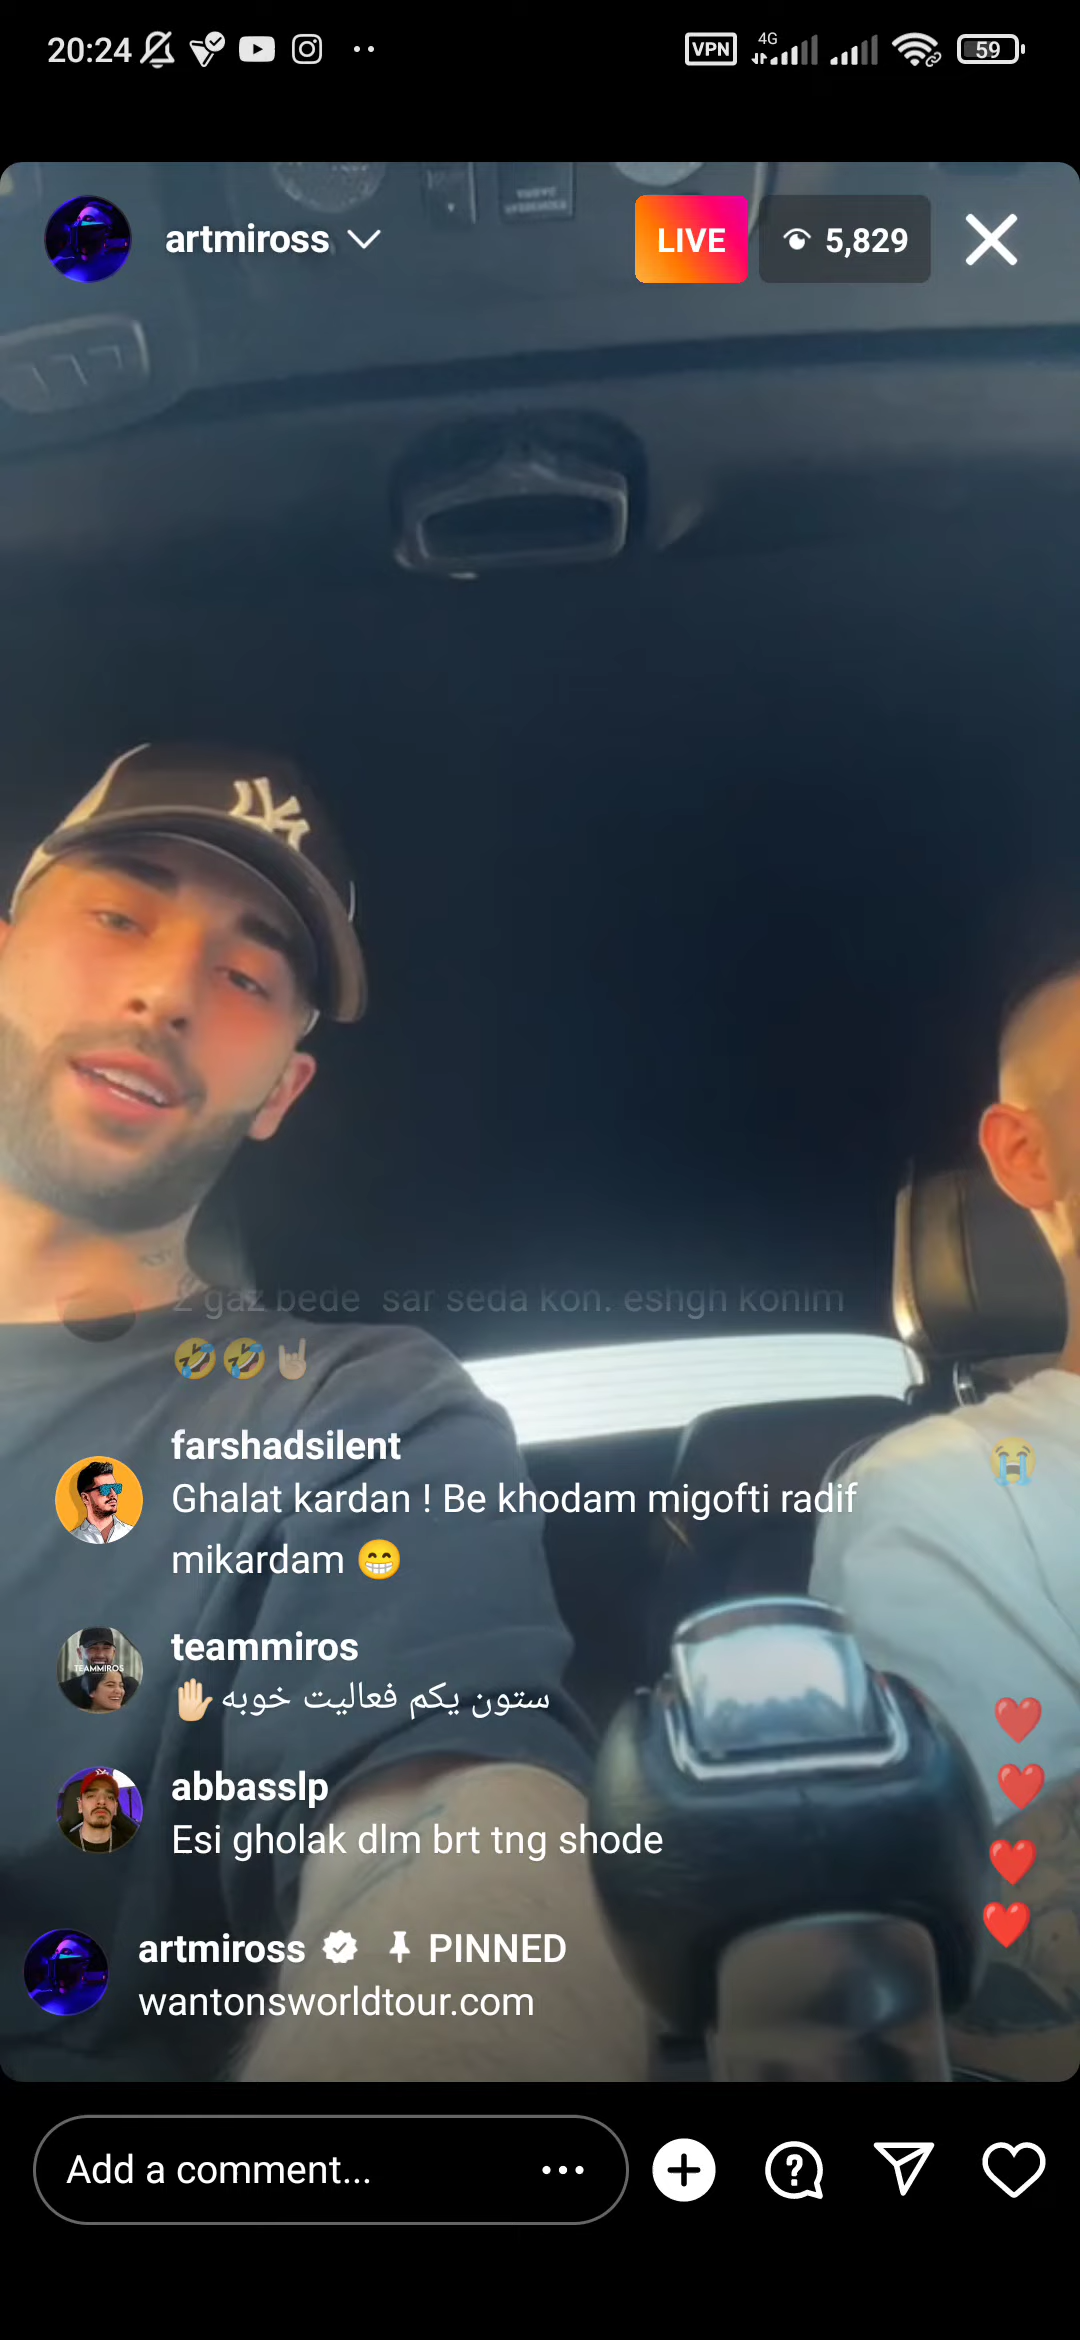 20:24
VPN 4G 59
artmiross
LIVE 5,829
NY
2 gaz bede sar seda kon. eshgh konim
🤣🤣🤘🏼
farshadsilent
Ghalat kardan ! Be khodam migofti radif
mikardam 😁
teammiros
TEAMMIROS
ستون یکم فعالیت خوبه🤚🏻
abbasslp
Esi gholak dlm brt tng shode
artmiross PINNED
wantonsworldtour.com
Add a comment...